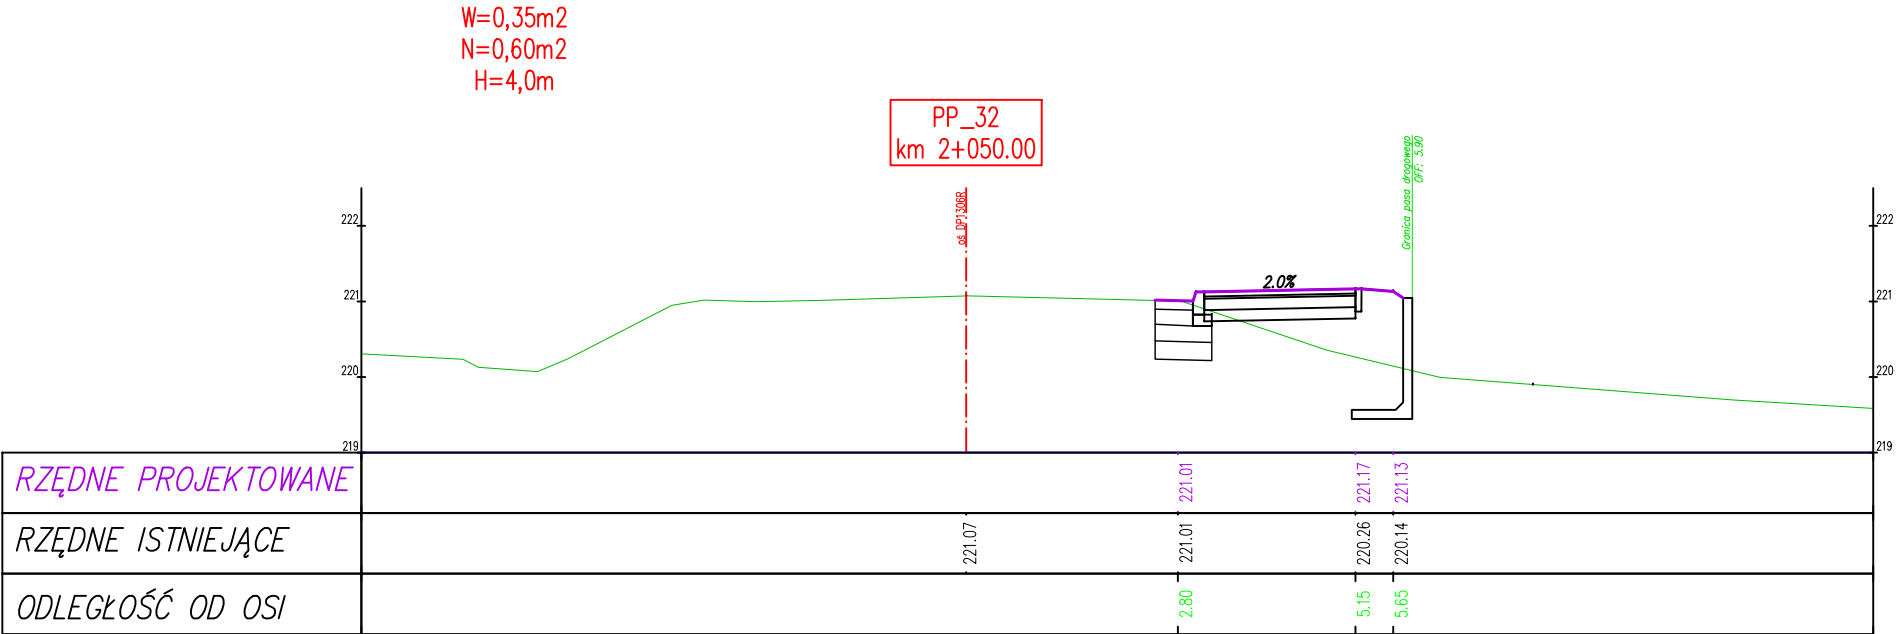 W=0,35m2
N=0,60m2
H=4,0m
PP_32
km 2+050.00
oś DP1306R
Granica pasa drogowego
OFF: 5.90
2.0%
222
221
220
219
222
221
220
219
RZĘDNE PROJEKTOWANE
221.01
221.17
221.13
RZĘDNE ISTNIEJĄCE
221.07
221.01
220.26
220.14
ODLEGŁOŚĆ OD OSI
2.80
5.15
5.65